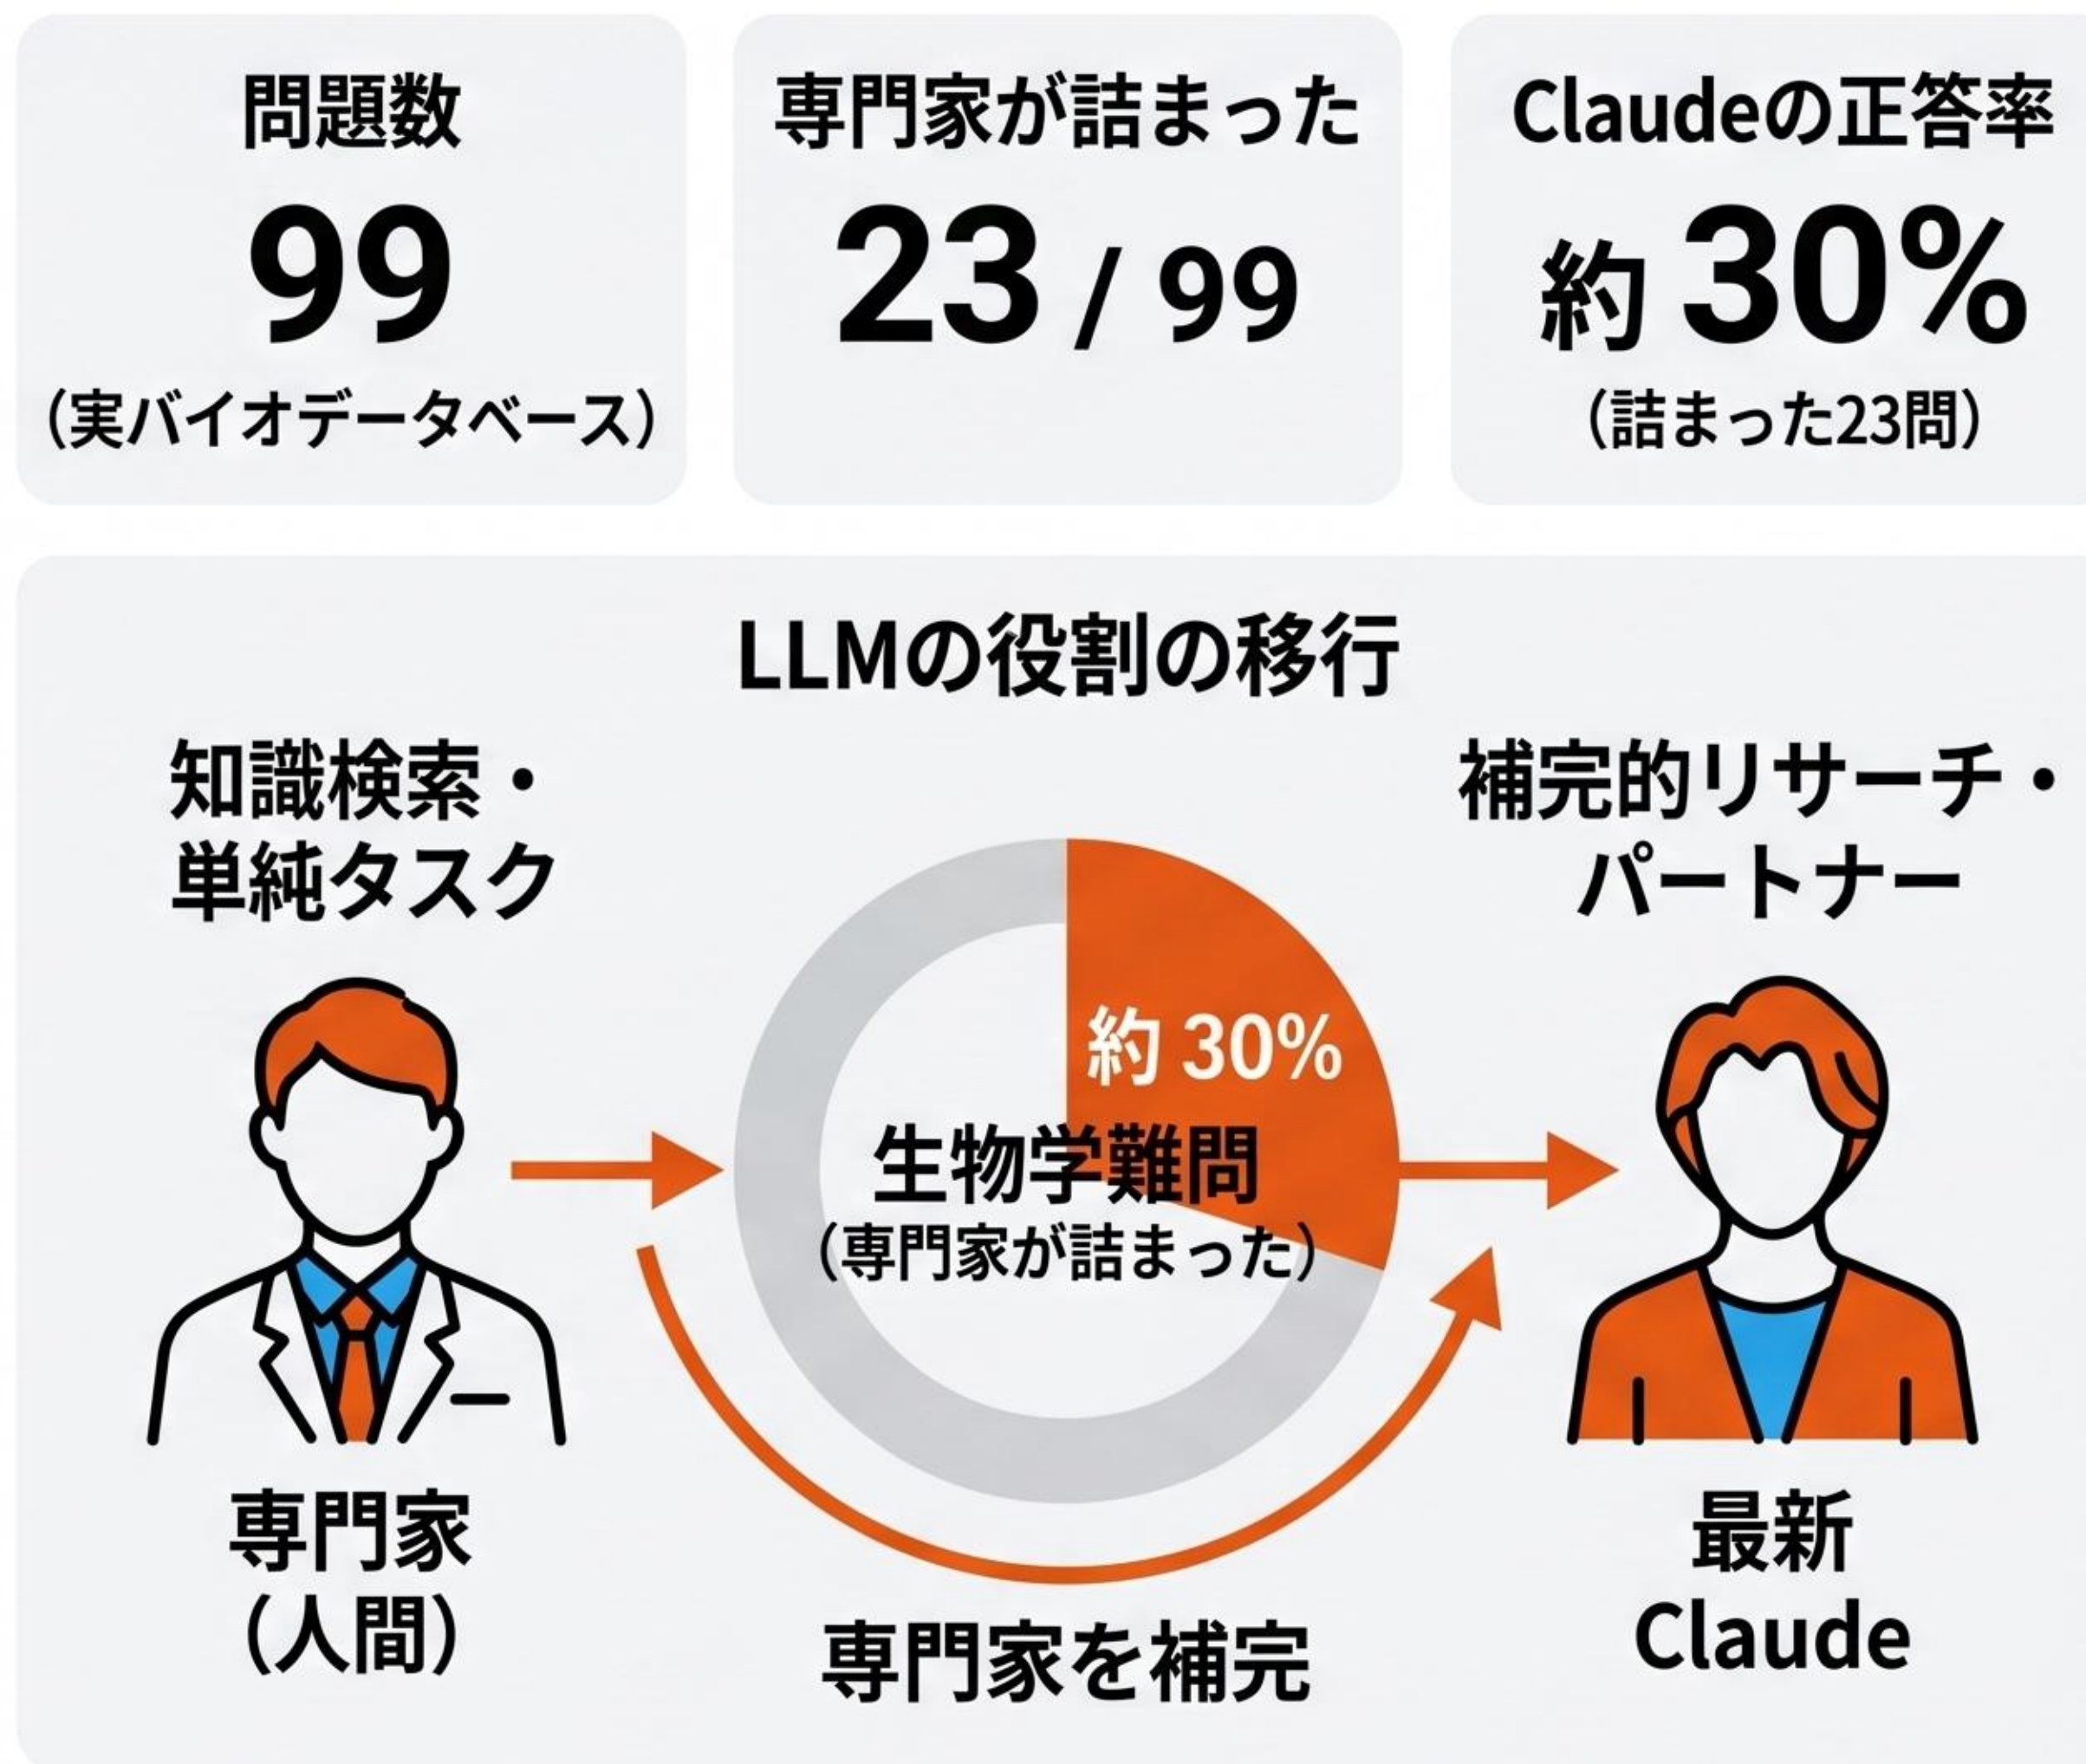 問題数
99
（実バイオデータベース）
専門家が詰まった
23 / 99
Claudeの正答率
約 30%
（詰まった23問）
LLMの役割の移行
知識検索・
単純タスク
補完的リサーチ・
パートナー
約 30%
生物学難問
（専門家が詰まった）
専門家
（人間）
専門家を補完
最新
Claude